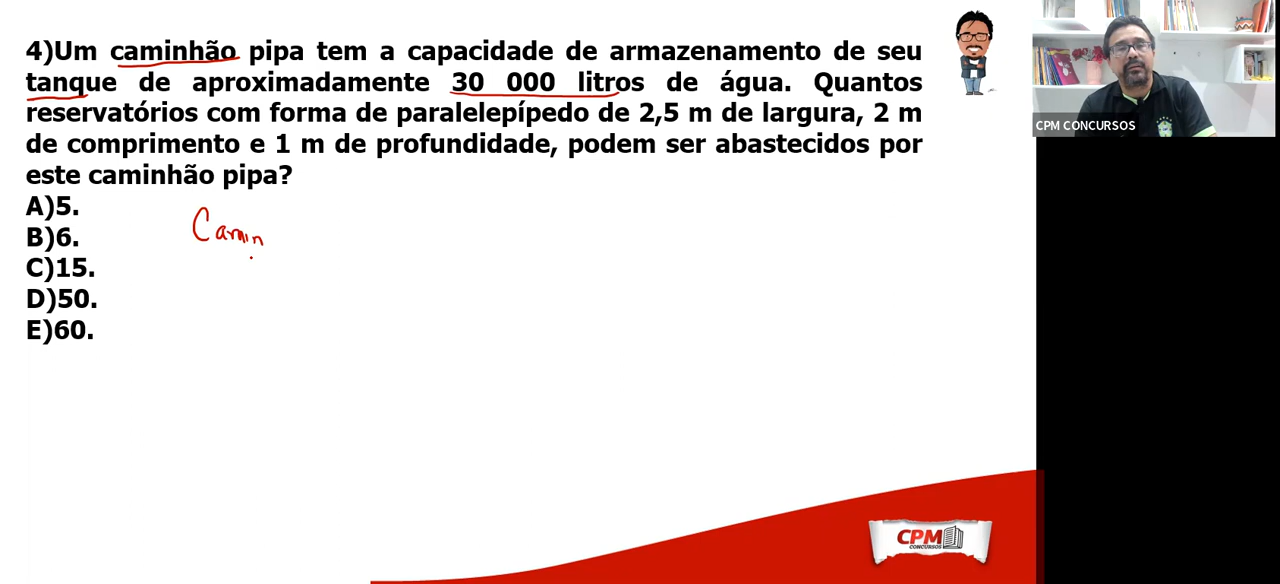 4)Um caminhão pipa tem a capacidade de armazenamento de seu
tanque de aproximadamente 30 000 litros de água. Quantos
reservatórios com forma de paralelepípedo de 2,5 m de largura, 2 m
de comprimento e 1 m de profundidade, podem ser abastecidos por
este caminhão pipa?
A)5.
B)6.
C)15.
D)50.
E)60.
Camin
CPM CONCURSOS
CPM
CONCURSOS